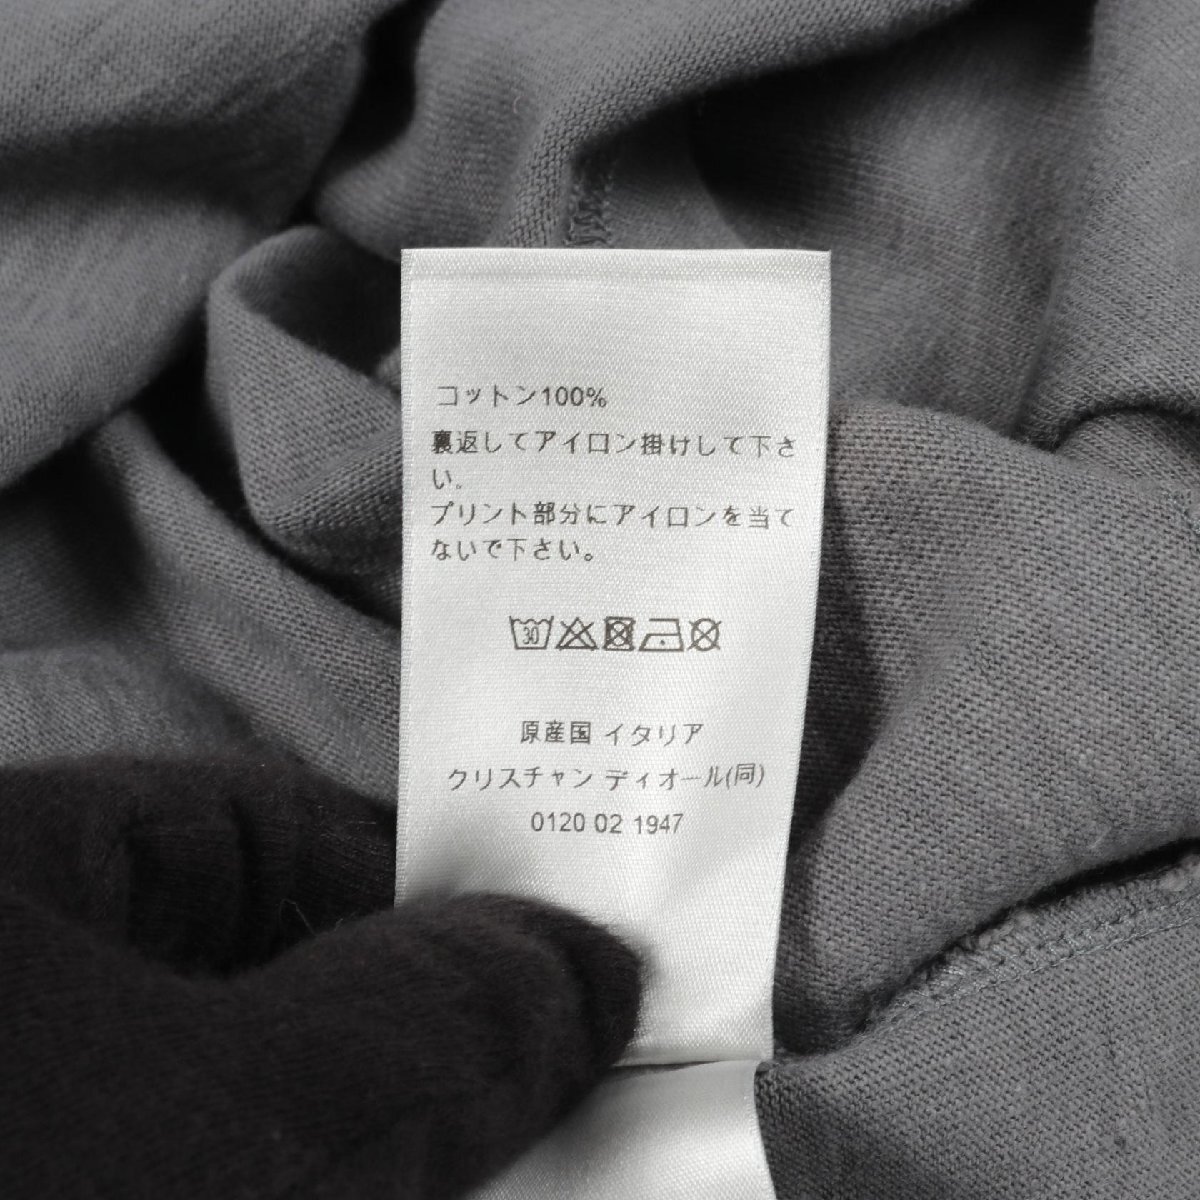 コットン100%
裏返してアイロン掛けして下さ
い。
プリント部分にアイロンを当て
ないで下さい。
30
原産国 イタリア
クリスチャン ディオール(同)
0120 02 1947